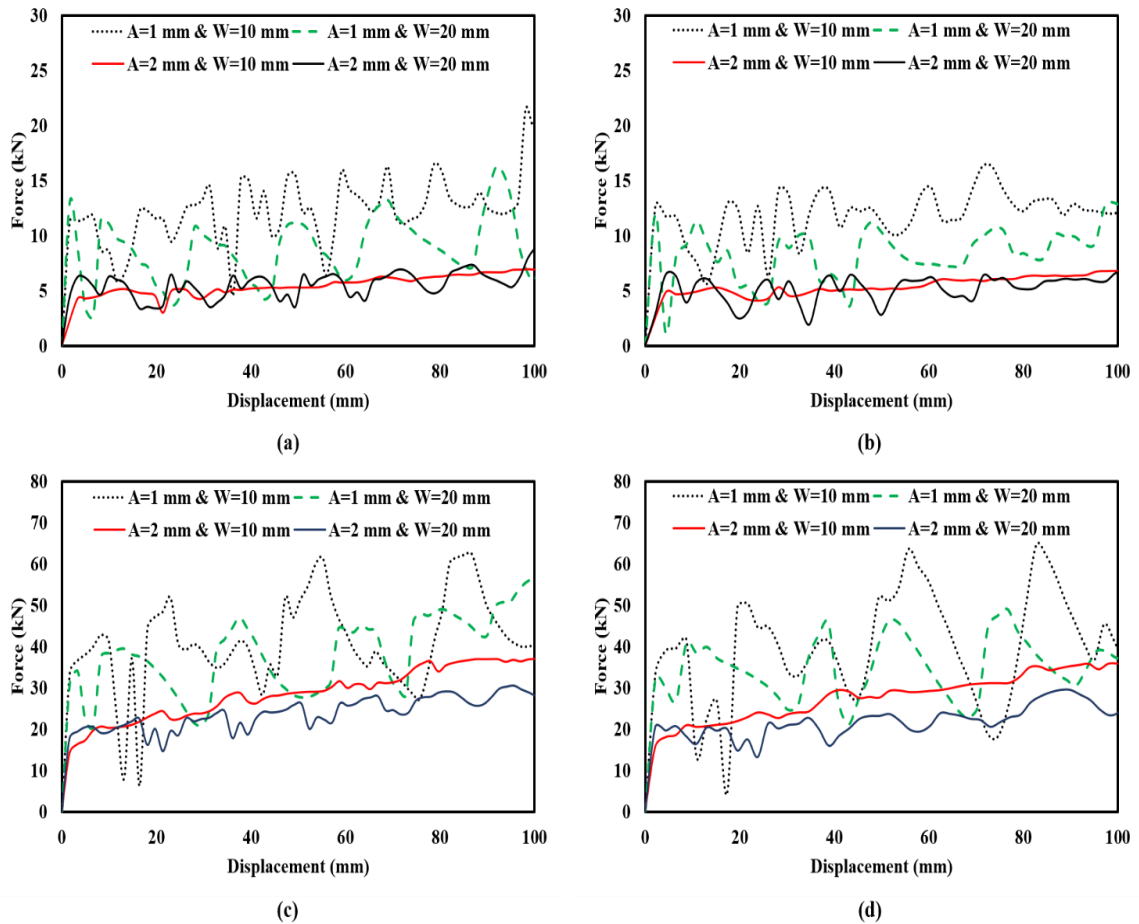 30
25
20
15
10
5
0
Force (kN)
A=1 mm & W=10 mm
A=1 mm & W=20 mm
A=2 mm & W=10 mm
A=2 mm & W=20 mm
0 20 40 60 80 100
Displacement (mm)
(a)
30
25
20
15
10
5
0
Force (kN)
A=1 mm & W=10 mm
A=1 mm & W=20 mm
A=2 mm & W=10 mm
A=2 mm & W=20 mm
0 20 40 60 80 100
Displacement (mm)
(b)
80
70
60
50
40
30
20
10
0
Force (kN)
A=1 mm & W=10 mm
A=1 mm & W=20 mm
A=2 mm & W=10 mm
A=2 mm & W=20 mm
0 20 40 60 80 100
Displacement (mm)
(c)
80
70
60
50
40
30
20
10
0
Force (kN)
A=1 mm & W=10 mm
A=1 mm & W=20 mm
A=2 mm & W=10 mm
A=2 mm & W=20 mm
0 20 40 60 80 100
Displacement (mm)
(d)